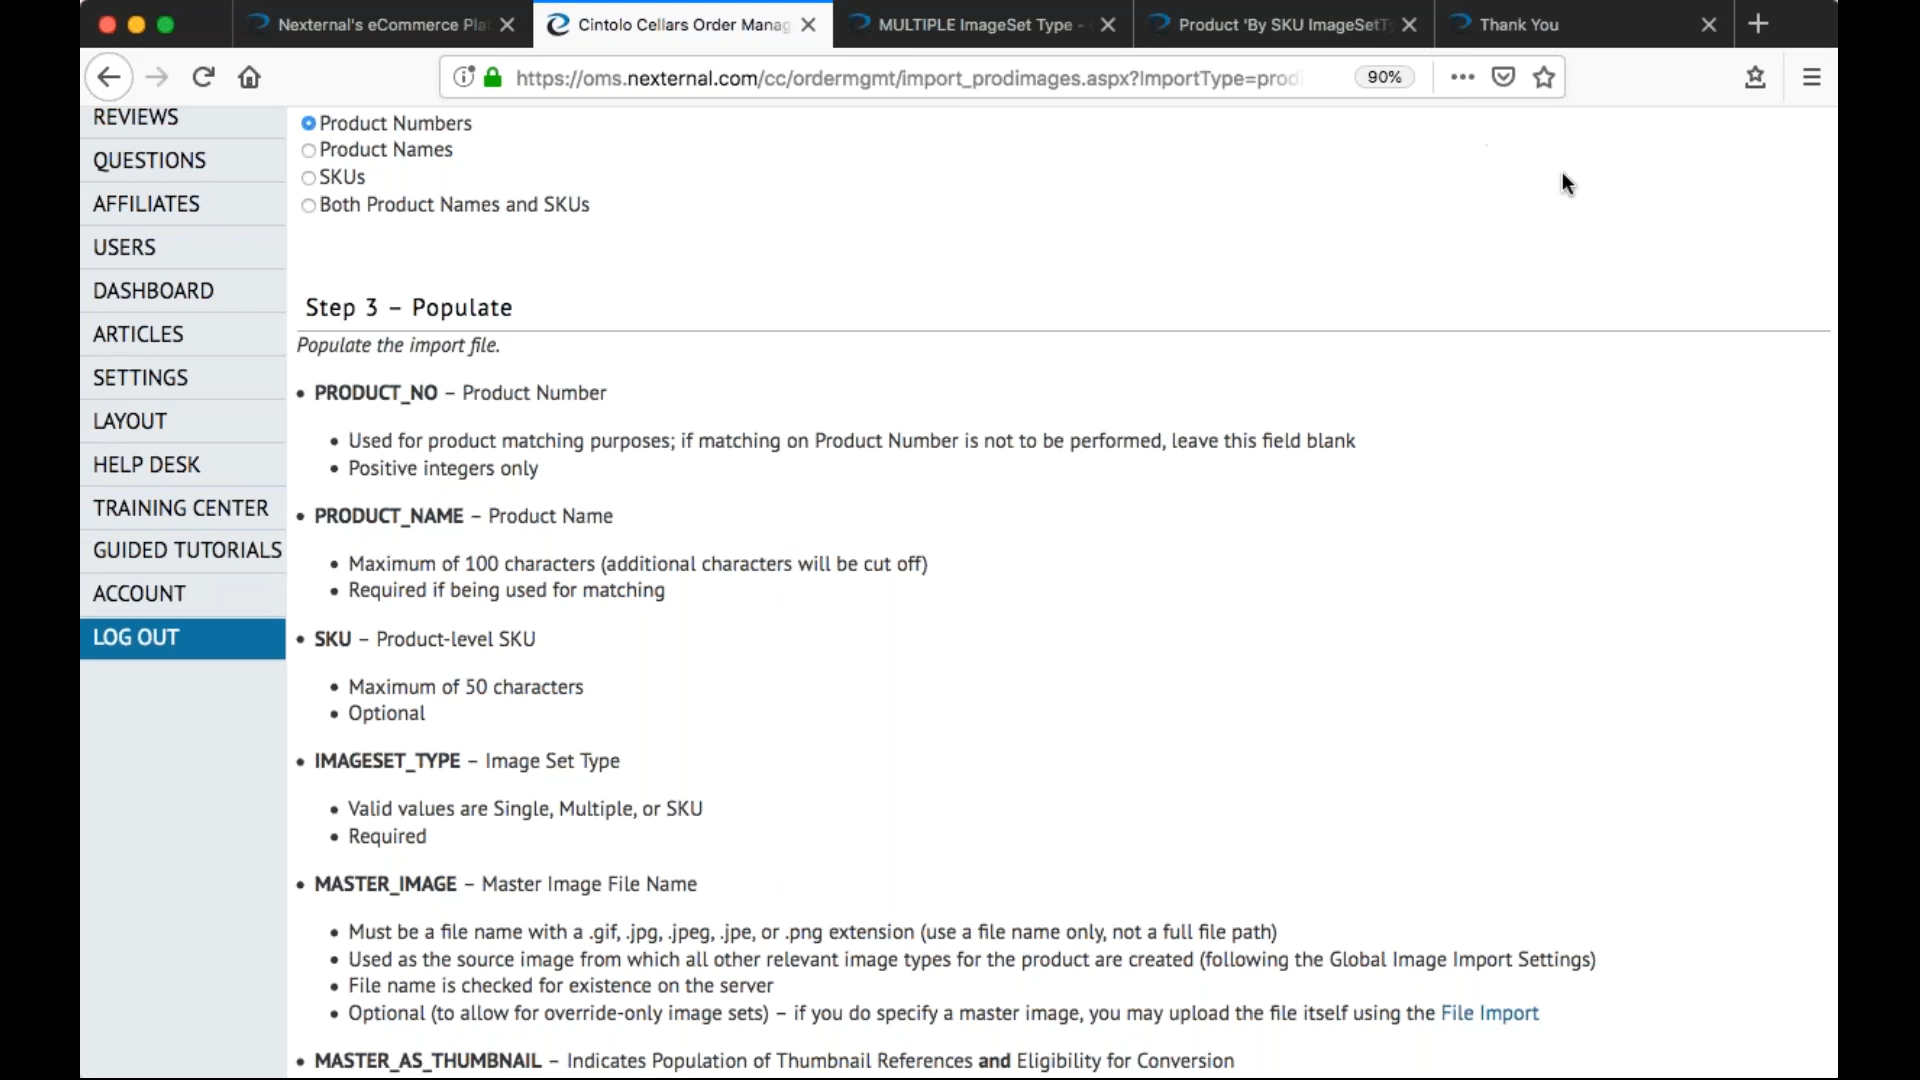 Nexternal's eCommerce Plat
Cintolo Cellars Order Manag
MULTIPLE ImageSet Type -
Product 'By SKU ImageSetTy
Thank You
https://oms.nexternal.com/cc/ordermgmt/import_prodimages.aspx?ImportType=prodi
90%
REVIEWS
QUESTIONS
AFFILIATES
USERS
DASHBOARD
ARTICLES
SETTINGS
LAYOUT
HELP DESK
TRAINING CENTER
GUIDED TUTORIALS
ACCOUNT
LOG OUT
Product Numbers
Product Names
SKUs
Both Product Names and SKUs
Step 3 – Populate
Populate the import file.
• PRODUCT_NO – Product Number
• Used for product matching purposes; if matching on Product Number is not to be performed, leave this field blank
• Positive integers only
• PRODUCT_NAME – Product Name
• Maximum of 100 characters (additional characters will be cut off)
• Required if being used for matching
• SKU – Product-level SKU
• Maximum of 50 characters
• Optional
• IMAGESET_TYPE – Image Set Type
• Valid values are Single, Multiple, or SKU
• Required
• MASTER_IMAGE – Master Image File Name
• Must be a file name with a .gif, .jpg, .jpeg, .jpe, or .png extension (use a file name only, not a full file path)
• Used as the source image from which all other relevant image types for the product are created (following the Global Image Import Settings)
• File name is checked for existence on the server
• Optional (to allow for override-only image sets) – if you do specify a master image, you may upload the file itself using the File Import
• MASTER_AS_THUMBNAIL – Indicates Population of Thumbnail References and Eligibility for Conversion